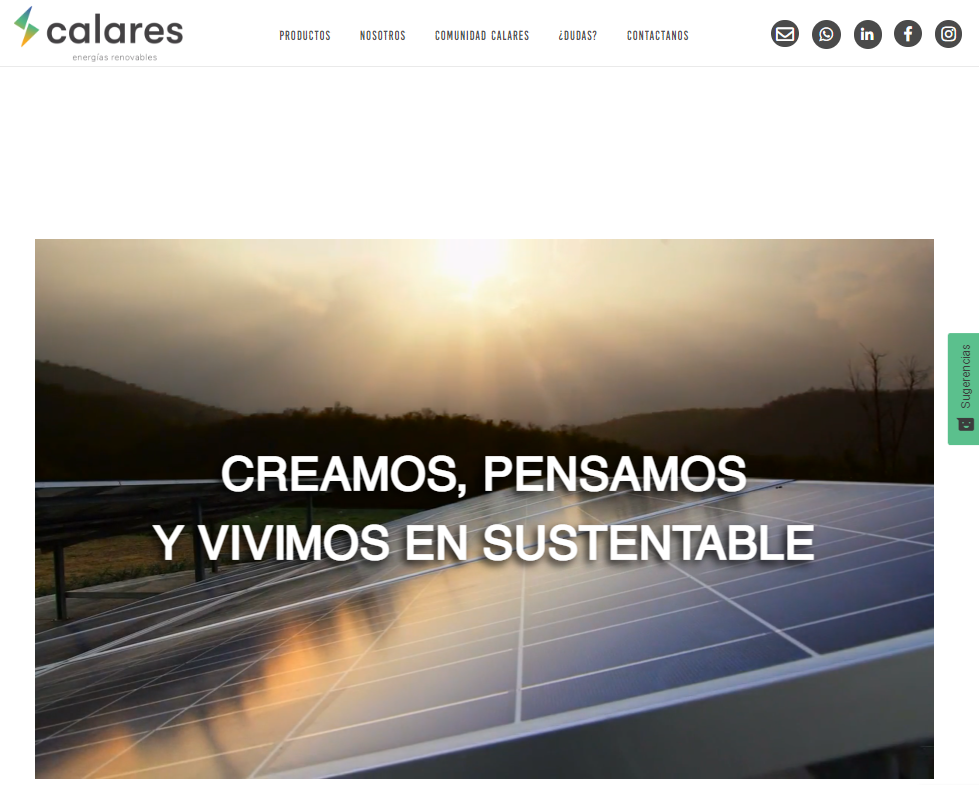 calares
energías renovables
PRODUCTOS
NOSOTROS
COMUNIDAD CALARES
¿DUDAS?
CONTACTANOS
Sugerencias
CREAMOS, PENSAMOS
Y VIVIMOS EN SUSTENTABLE